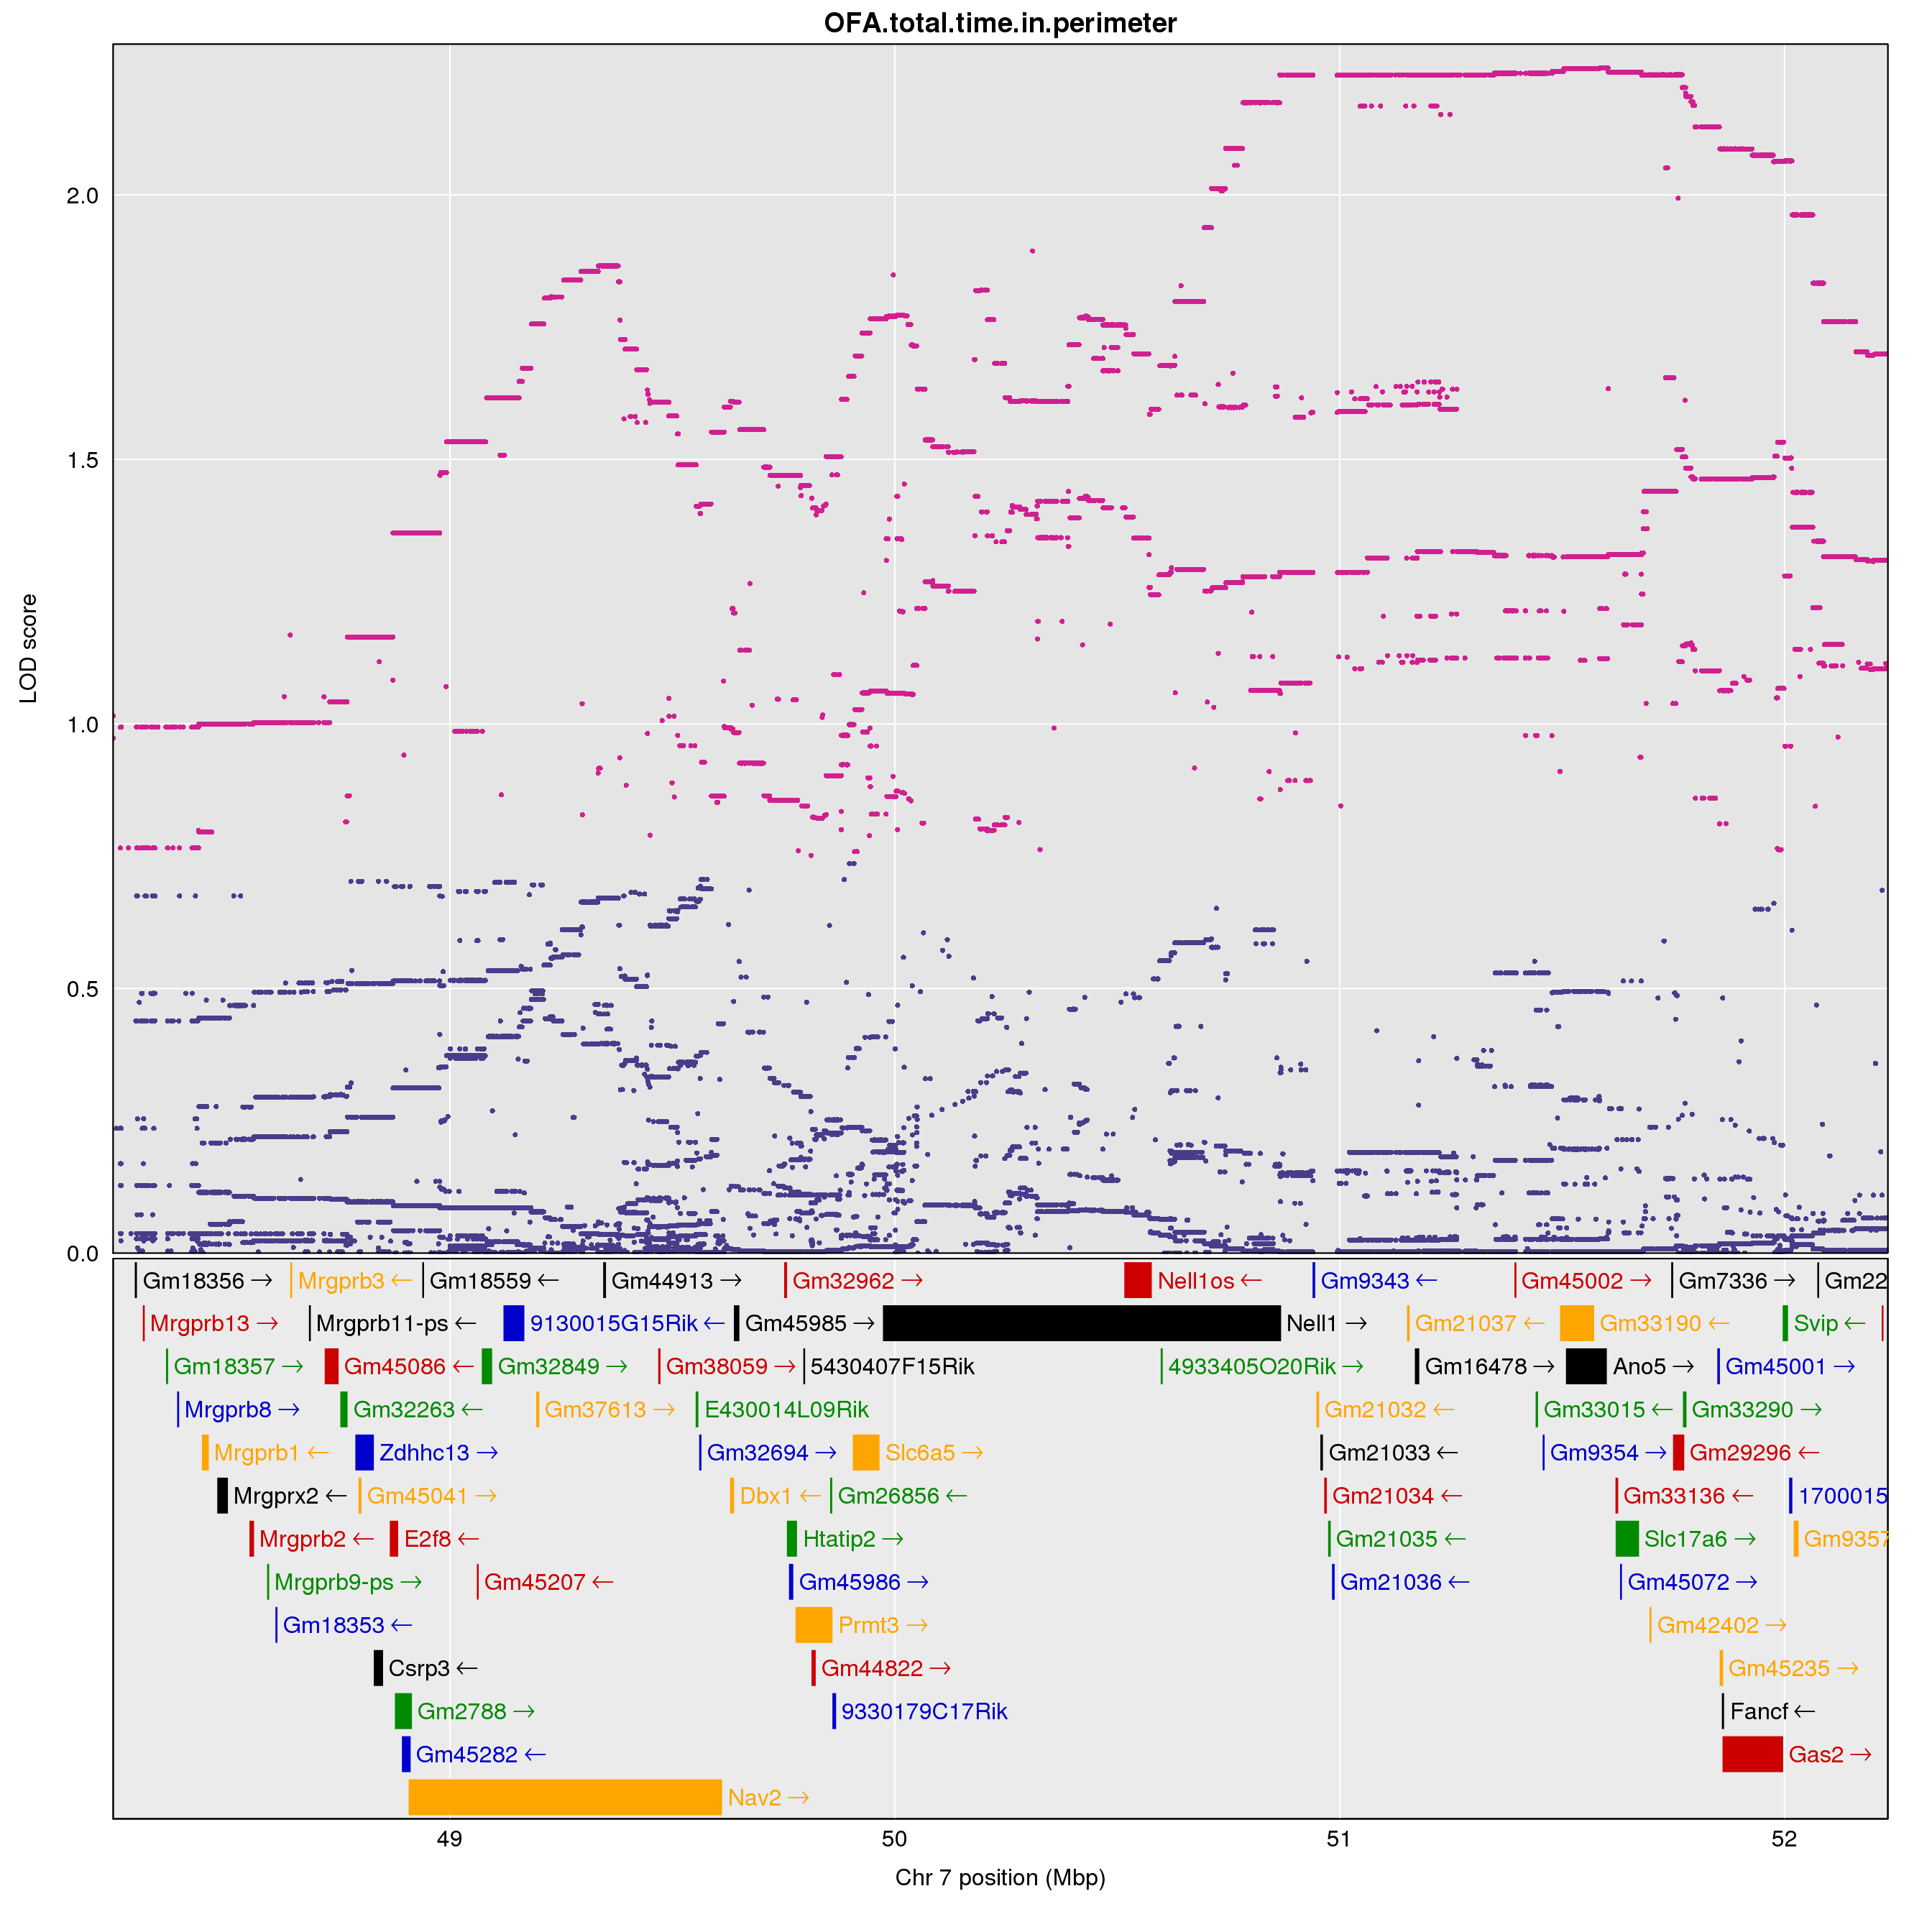 OFA.total.time.in.perimeter
LOD score
2.0
1.5
1.0
0.5
0.0
Gm18356 → Mrgprb3 ← Gm18559 ← Gm44913 → Gm32962 → Nell1os ← Gm9343 ← Gm45002 → Gm7336 → Gm22
Mrgprb13 → Mrgprb11-ps ← 9130015G15Rik ← Gm45985 → Nell1 → Gm21037 ← Gm33190 ← Svip ←
Gm18357 → Gm45086 ← Gm32849 → Gm38059 → 5430407F15Rik 4933405O20Rik → Gm16478 → Ano5 → Gm45001 →
Mrgprb8 → Gm32263 ← Gm37613 → E430014L09Rik Gm21032 ← Gm33015 ← Gm33290 →
Mrgprb1 ← Zdhhc13 → Gm32694 → Slc6a5 → Gm21033 ← Gm9354 → Gm29296 ←
Mrgprx2 ← Gm45041 → Dbx1 ← Gm26856 ← Gm21034 ← Gm33136 ← 1700015
Mrgprb2 ← E2f8 ← Htatip2 → Gm21035 ← Slc17a6 → Gm9357
Mrgprb9-ps → Gm45207 ← Gm45986 → Gm21036 ← Gm45072 →
Gm18353 ← Prmt3 → Gm42402 →
Csrp3 ← Gm44822 → Gm45235 →
Gm2788 → 9330179C17Rik Fancf ←
Gm45282 ← Gas2 →
Nav2 →
49 50 51 52
Chr 7 position (Mbp)